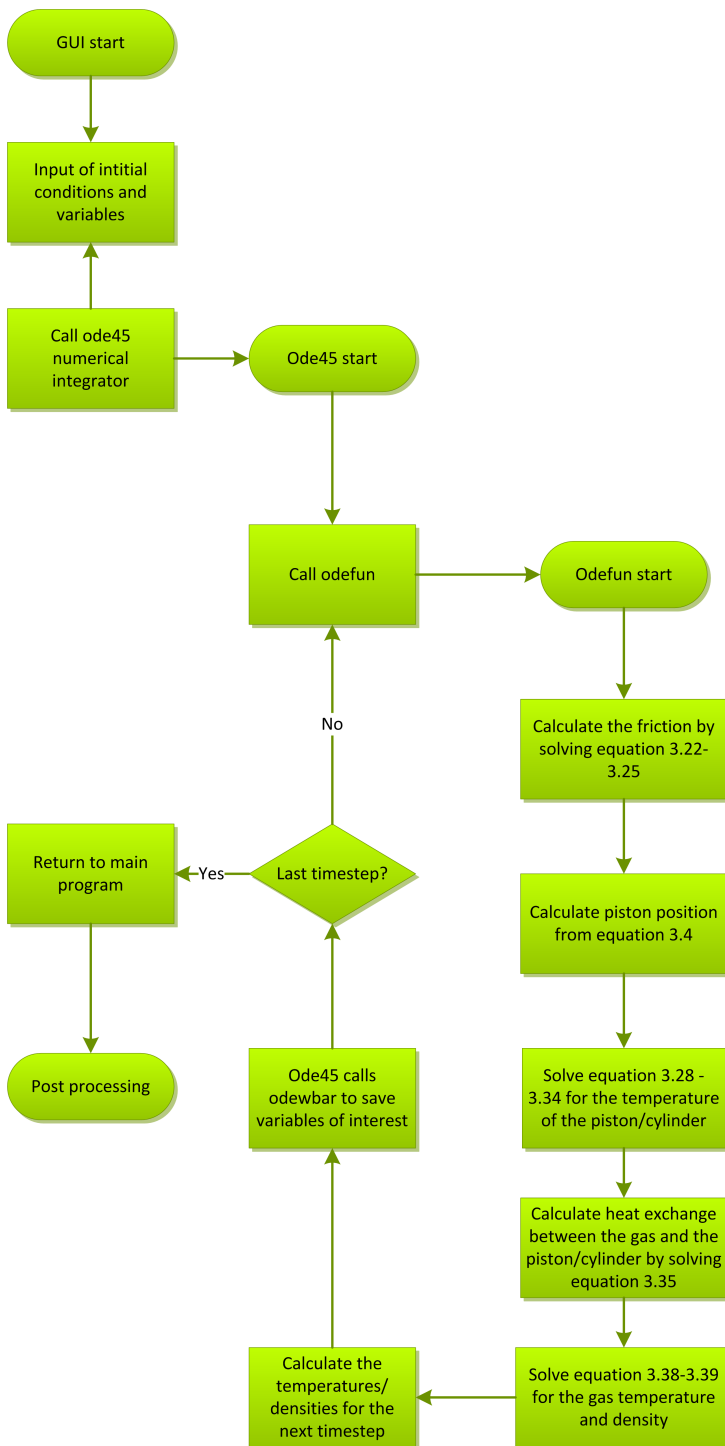 GUI start
Input of intitial
conditions and
variables
Call ode45
numerical
integrator
Ode45 start
Call odefun
Odefun start
No
Calculate the friction by
solving equation 3.22-
3.25
Return to main
program
Yes
Last timestep?
Calculate piston position
from equation 3.4
Post processing
Ode45 calls
odewbar to save
variables of interest
Solve equation 3.28 -
3.34 for the temperature
of the piston/cylinder
Calculate heat exchange
between the gas and the
piston/cylinder by solving
equation 3.35
Calculate the
temperatures/
densities for the
next timestep
Solve equation 3.38-3.39
for the gas temperature
and density